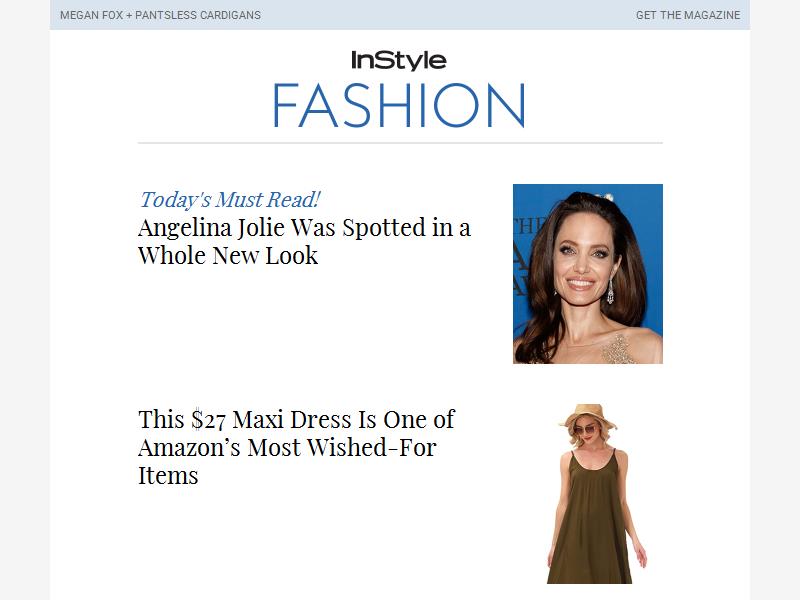 MEGAN FOX + PANTSLESS CARDIGANS
GET THE MAGAZINE
InStyle
FASHION
Today's Must Read!
Angelina Jolie Was Spotted in a
Whole New Look
THE
This $27 Maxi Dress Is One of
Amazon’s Most Wished-For
Items